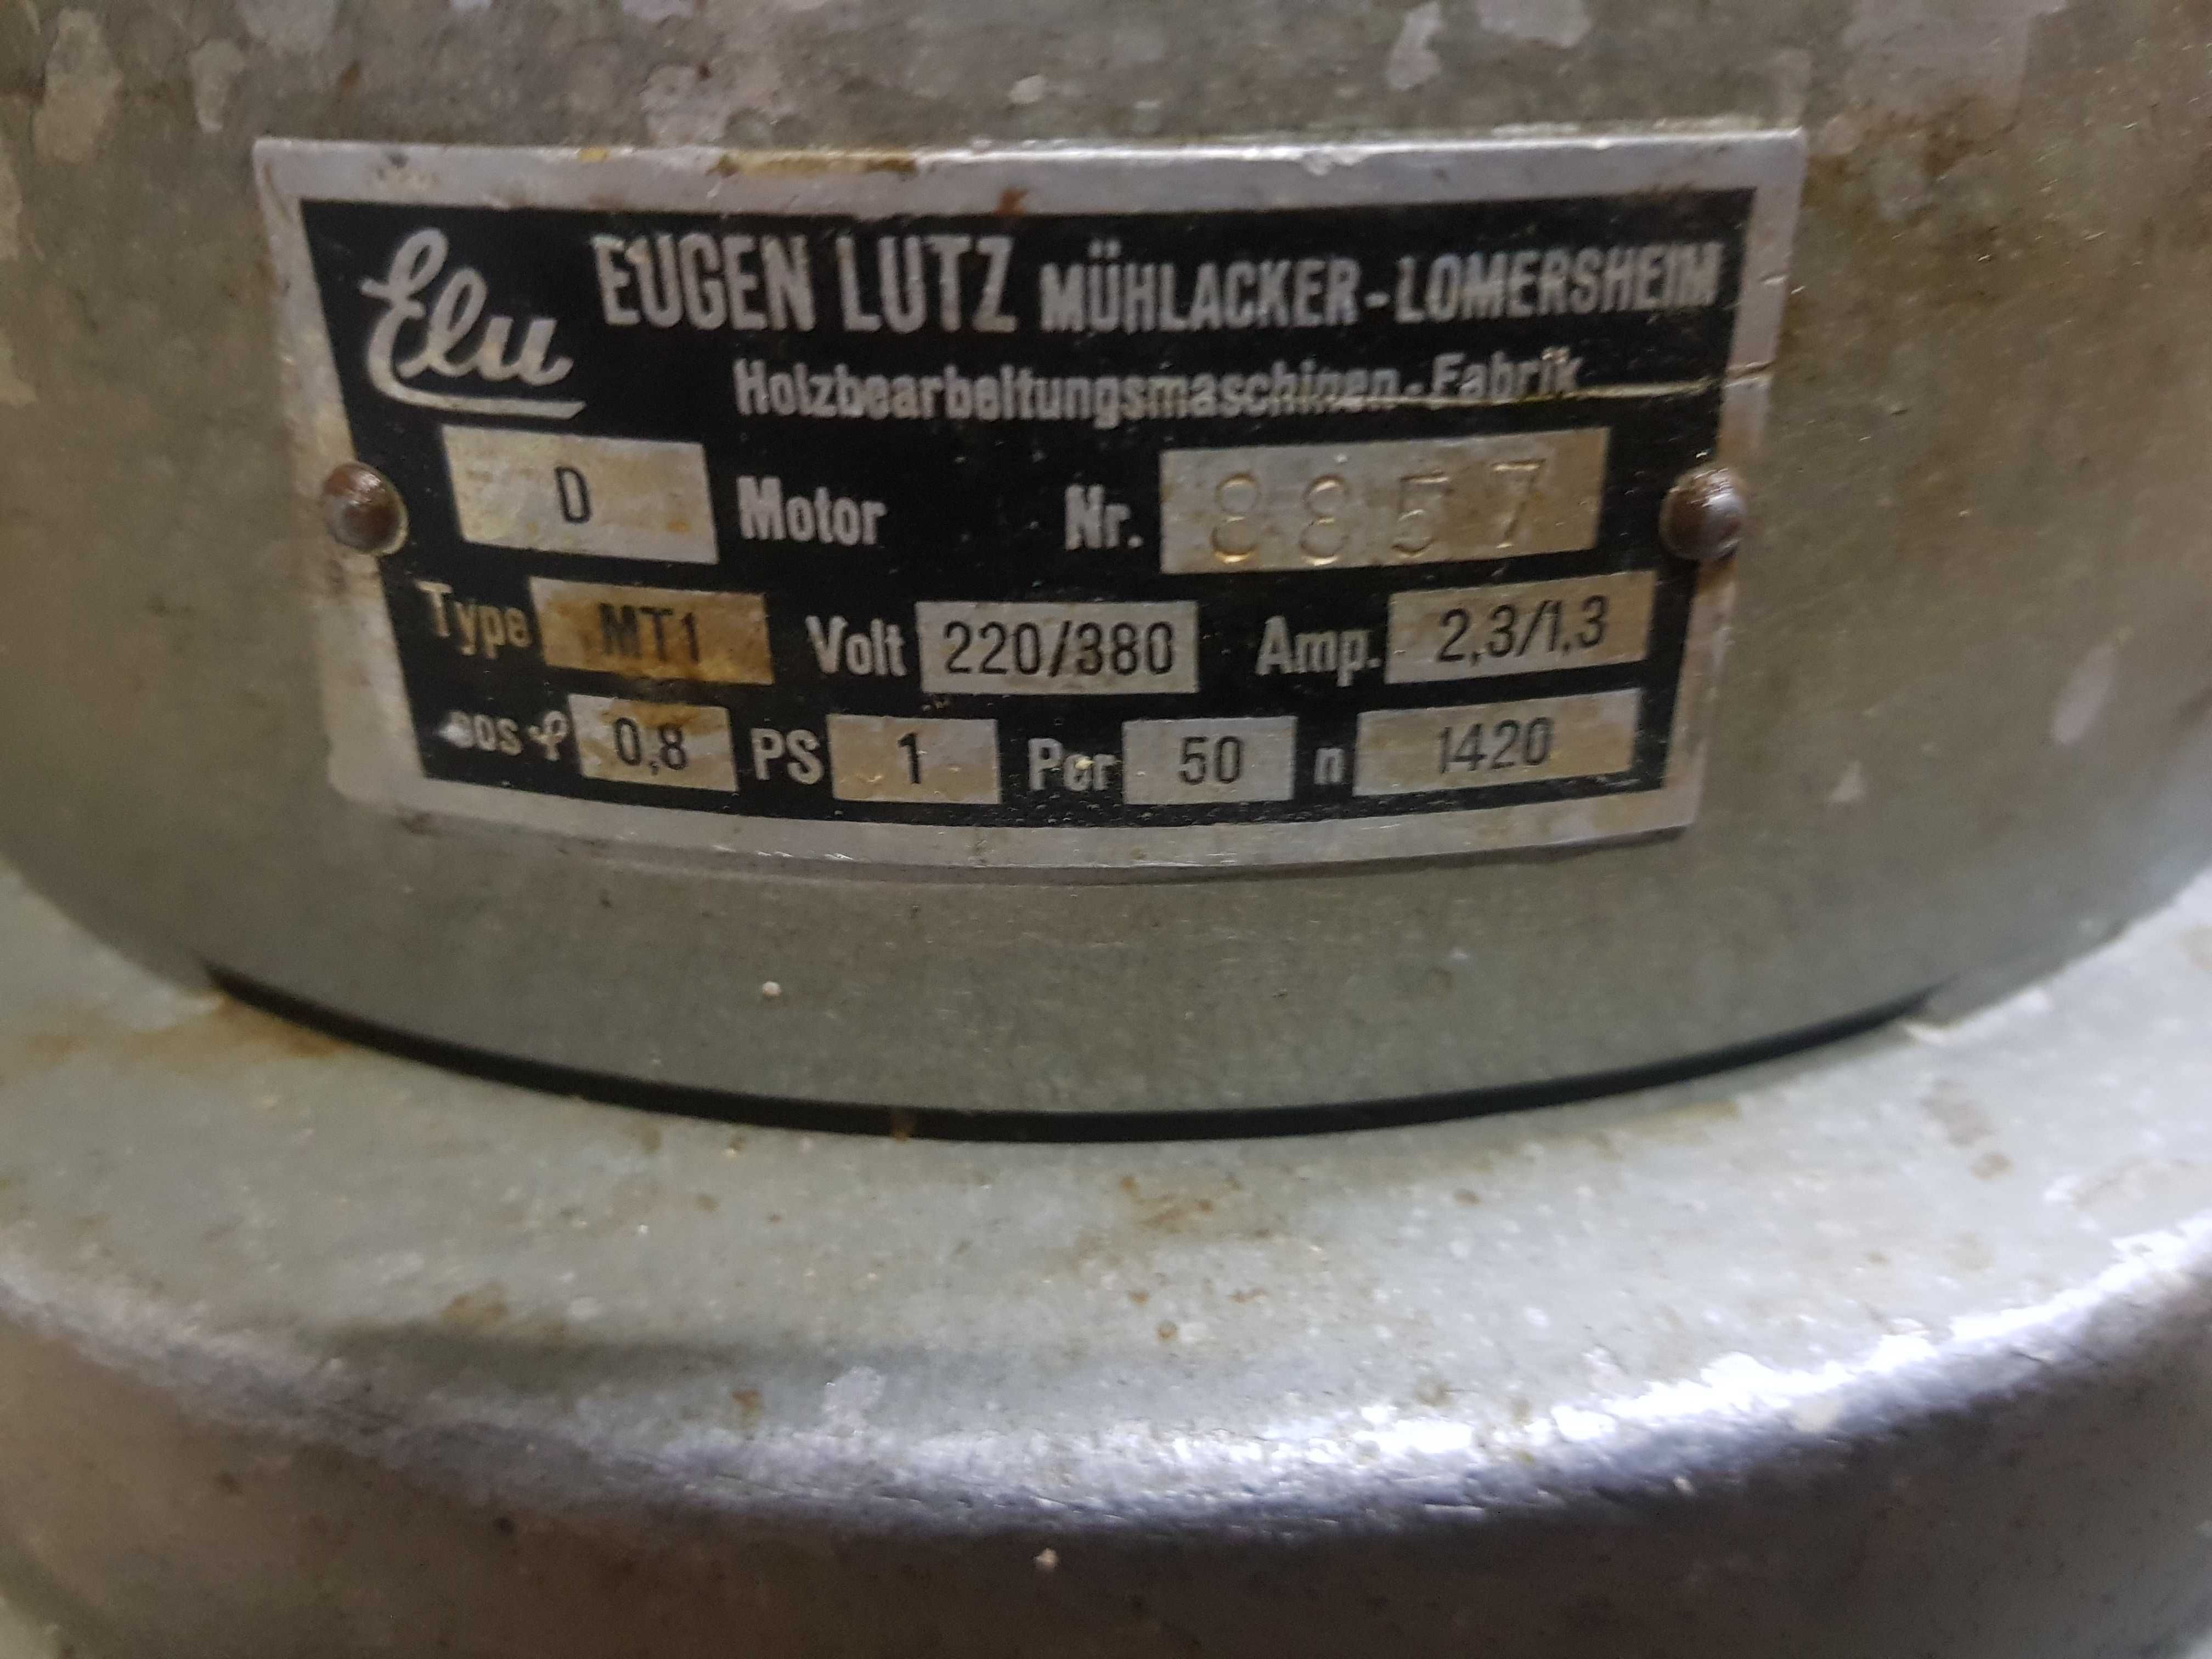 Elu EUGEN LUTZ MÜHLACKER-LOMERSHEIM
Holzbearbeitungsmaschinen-Fabrik
D Motor Nr. 8857
Type MT1 Volt 220/380 Amp. 2,3/1,3
cos φ 0,8 PS 1 Per 50 n 1420